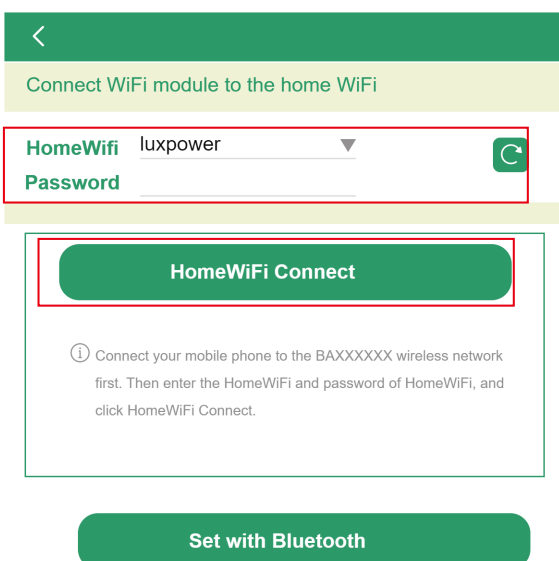 Connect WiFi module to the home WiFi
HomeWifi luxpower
Password
HomeWiFi Connect
Connect your mobile phone to the BAXXXXXX wireless network
first. Then enter the HomeWiFi and password of HomeWiFi, and
click HomeWiFi Connect.
Set with Bluetooth